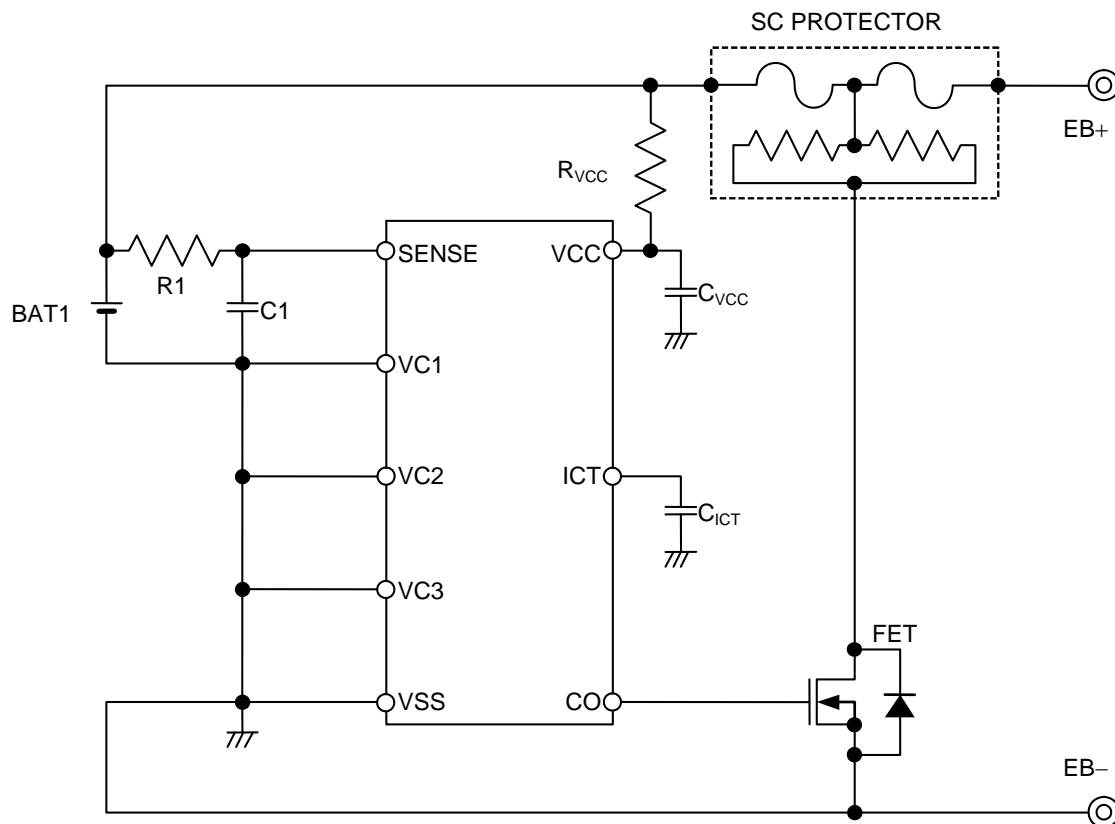 SC PROTECTOR
EB+
RVCC
SENSE
VCC
R1
BAT1
C1
CVCC
VC1
VC2
ICT
CICT
VC3
FET
VSS
CO
EB−